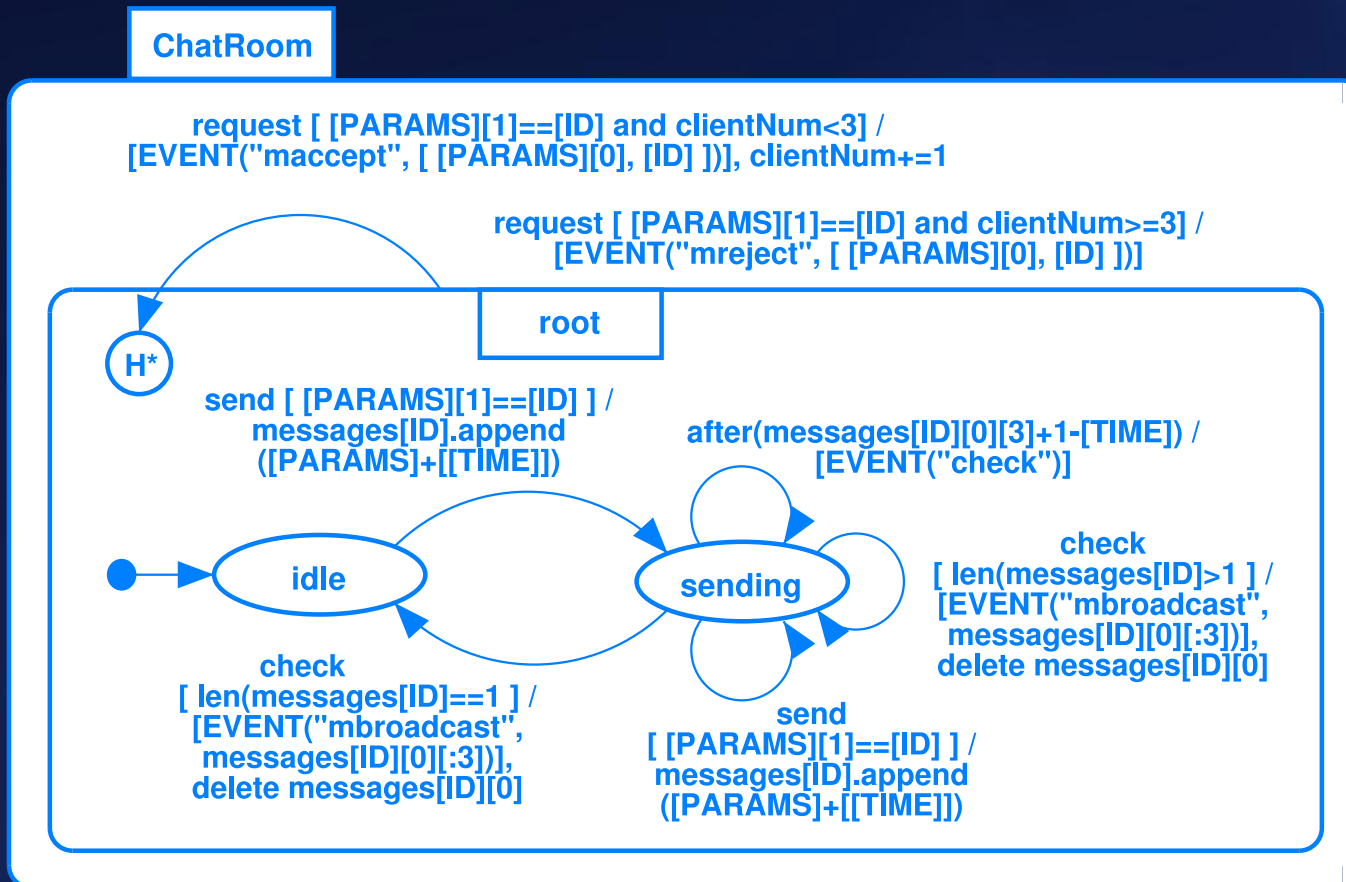 ChatRoom
request [ [PARAMS][1]==[ID] and clientNum<3] /
[EVENT("maccept", [ [PARAMS][0], [ID] ])], clientNum+=1
request [ [PARAMS][1]==[ID] and clientNum>=3] /
[EVENT("mreject", [ [PARAMS][0], [ID] ])]
root
H*
send [ [PARAMS][1]==[ID] ] /
messages[ID].append
([PARAMS]+[[TIME]])
after(messages[ID][0][3]+1-[TIME]) /
[EVENT("check")]
idle
sending
check
[ len(messages[ID]>1 ] /
[EVENT("mbroadcast",
messages[ID][0][:3])],
delete messages[ID][0]
check
[ len(messages[ID]==1 ] /
[EVENT("mbroadcast",
messages[ID][0][:3])],
delete messages[ID][0]
send
[ [PARAMS][1]==[ID] ] /
messages[ID].append
([PARAMS]+[[TIME]])